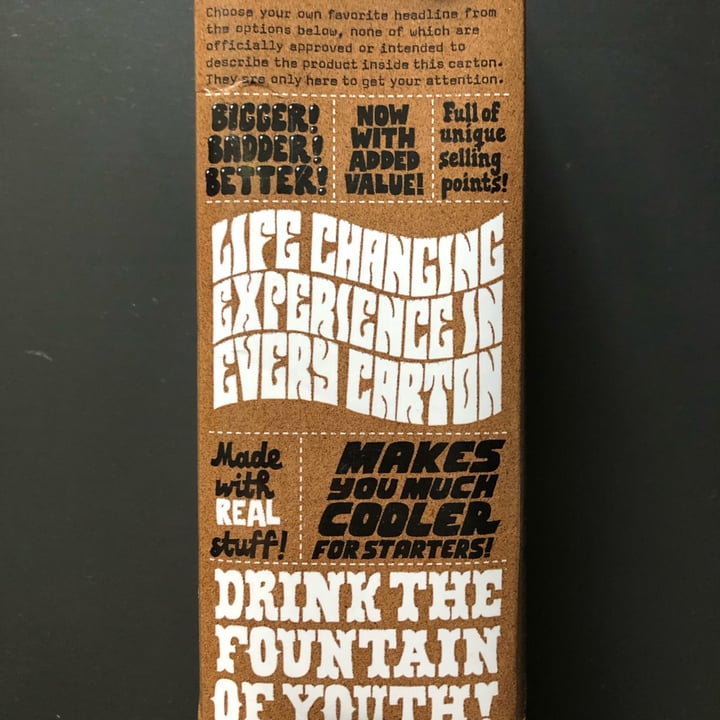 Choose your own favorite headline from
the options below, none of which are
officially approved or intended to
describe the product inside this carton.
They are only here to get your attention.
BIGGER!
BADDER!
BETTER!
NOW
WITH
ADDED
VALUE!
Full of
unique
selling
points!
LIFE CHANGING
EXPERIENCE IN
EVERY CARTON
Made
with
REAL
stuff!
MAKES
YOU MUCH
COOLER
FOR STARTERS!
DRINK THE
FOUNTAIN
OF YOUTH!